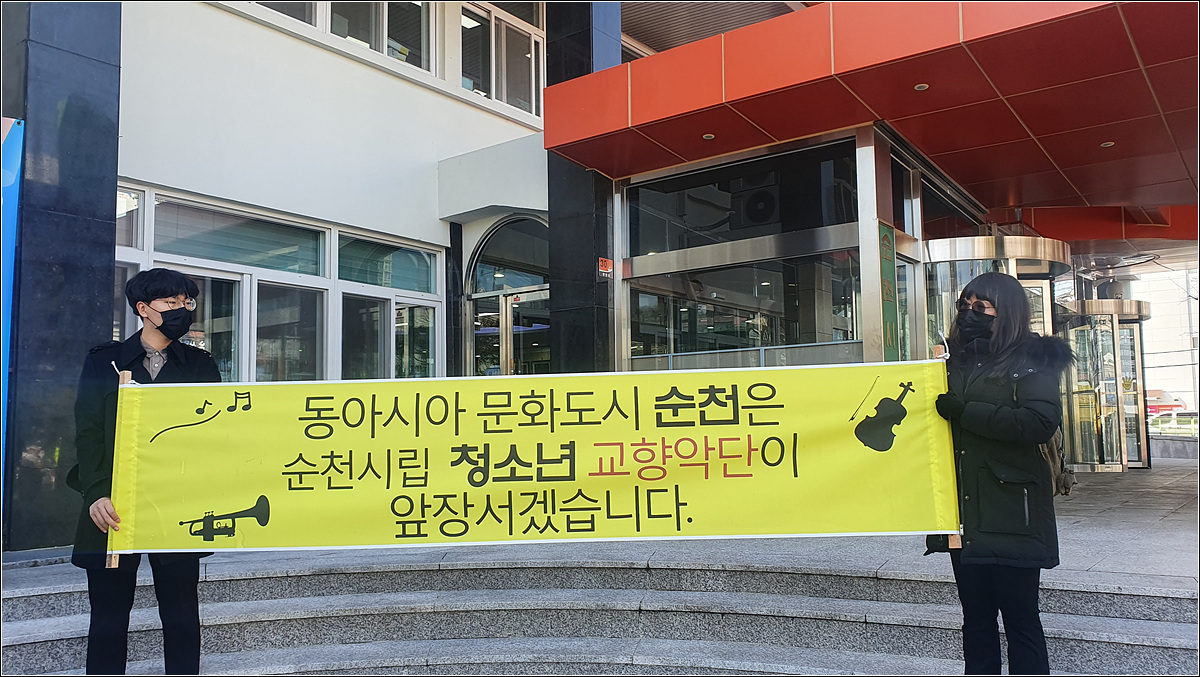 동아시아 문화도시 순천은
순천시립 청소년 교향악단이
앞장서겠습니다.